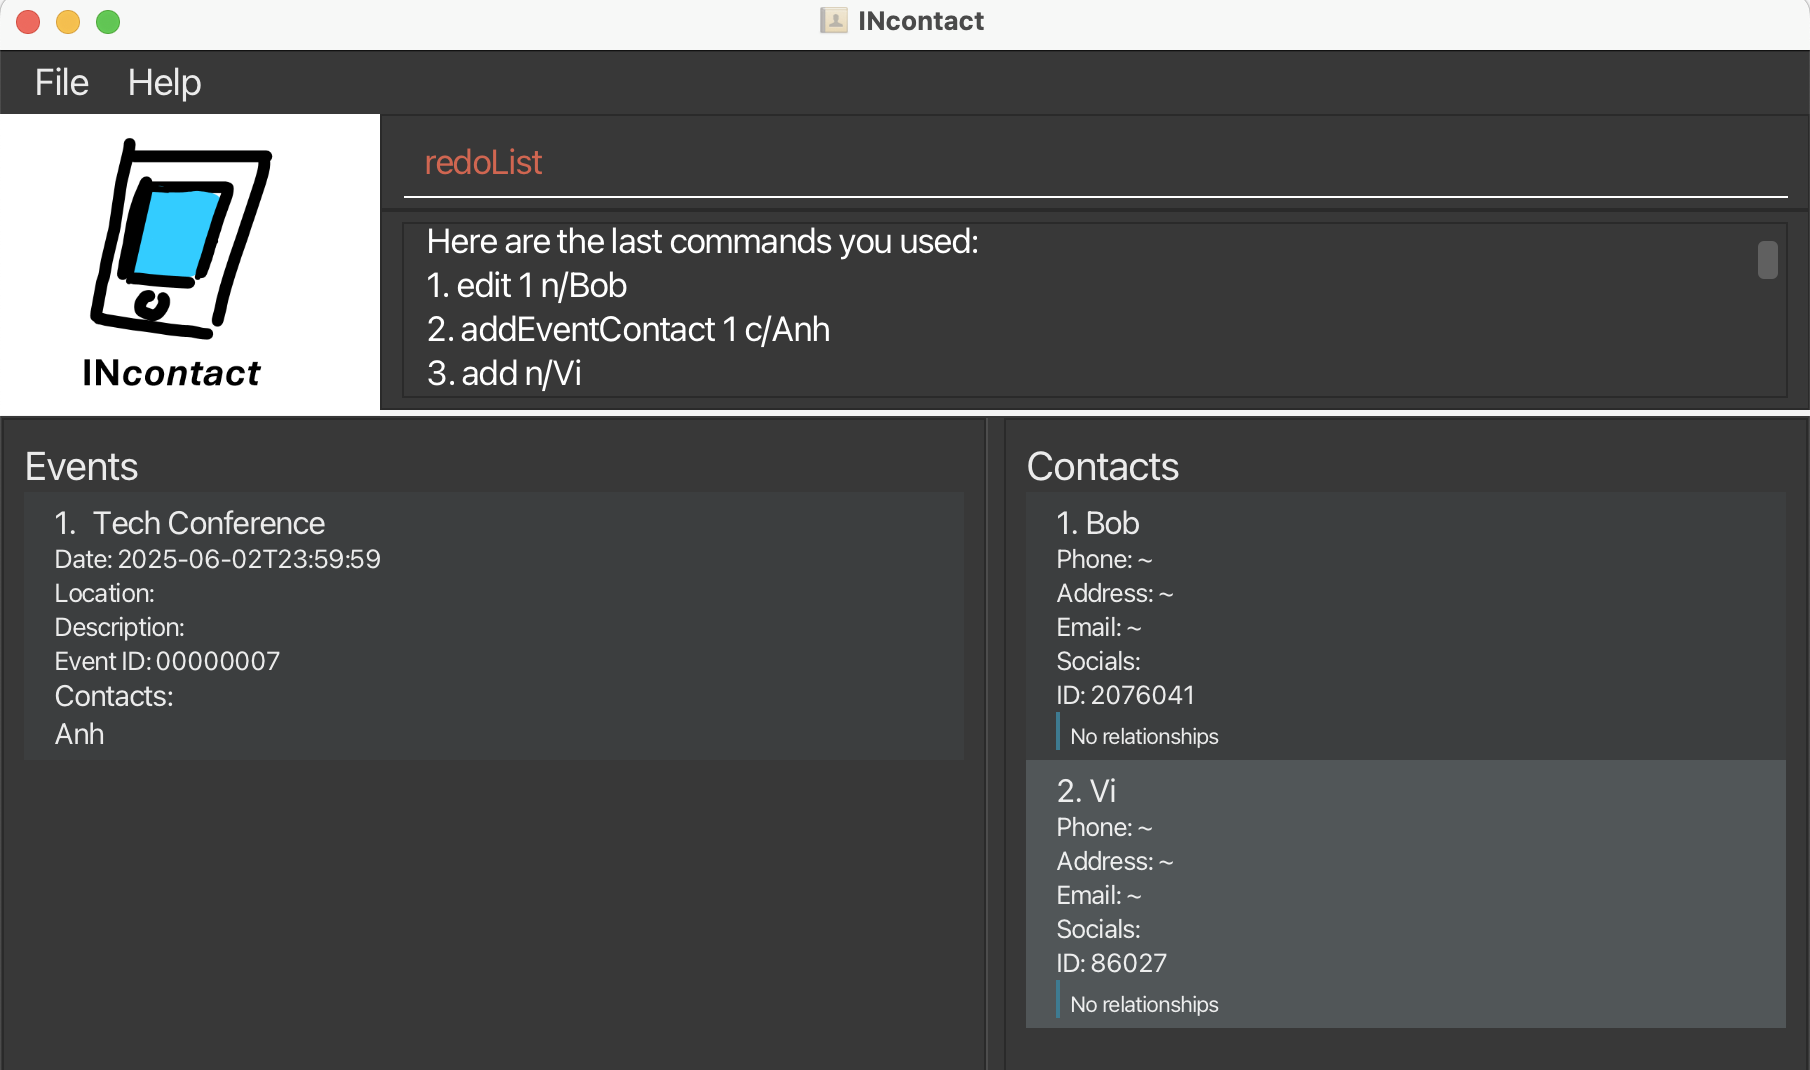 INcontact
File Help
INcontact
redoList
Here are the last commands you used:
1. edit 1 n/Bob
2. addEventContact 1 c/Anh
3. add n/Vi
Events
1. Tech Conference
Date: 2025-06-02T23:59:59
Location:
Description:
Event ID: 00000007
Contacts:
Anh
Contacts
1. Bob
Phone: ~
Address: ~
Email: ~
Socials:
ID: 2076041
No relationships
2. Vi
Phone: ~
Address: ~
Email: ~
Socials:
ID: 86027
No relationships